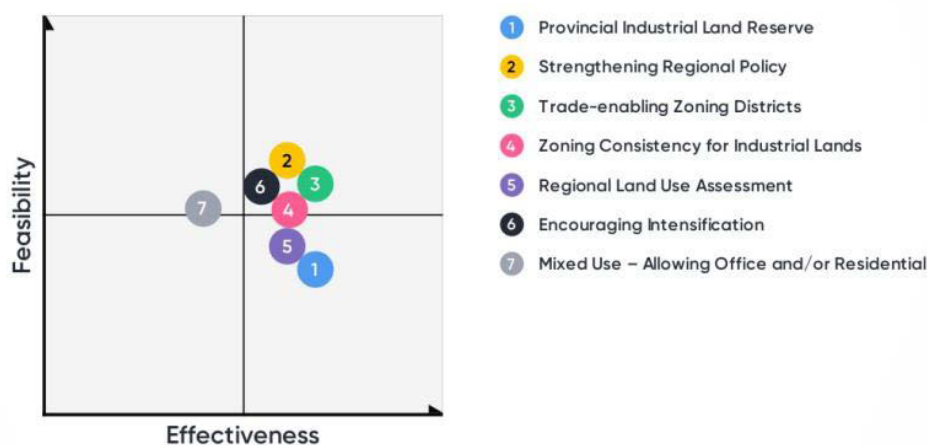 Feasibility
Effectiveness
2
6
3
4
7
5
1
1 Provincial Industrial Land Reserve
2 Strengthening Regional Policy
3 Trade-enabling Zoning Districts
4 Zoning Consistency for Industrial Lands
5 Regional Land Use Assessment
6 Encouraging Intensification
7 Mixed Use – Allowing Office and/or Residential